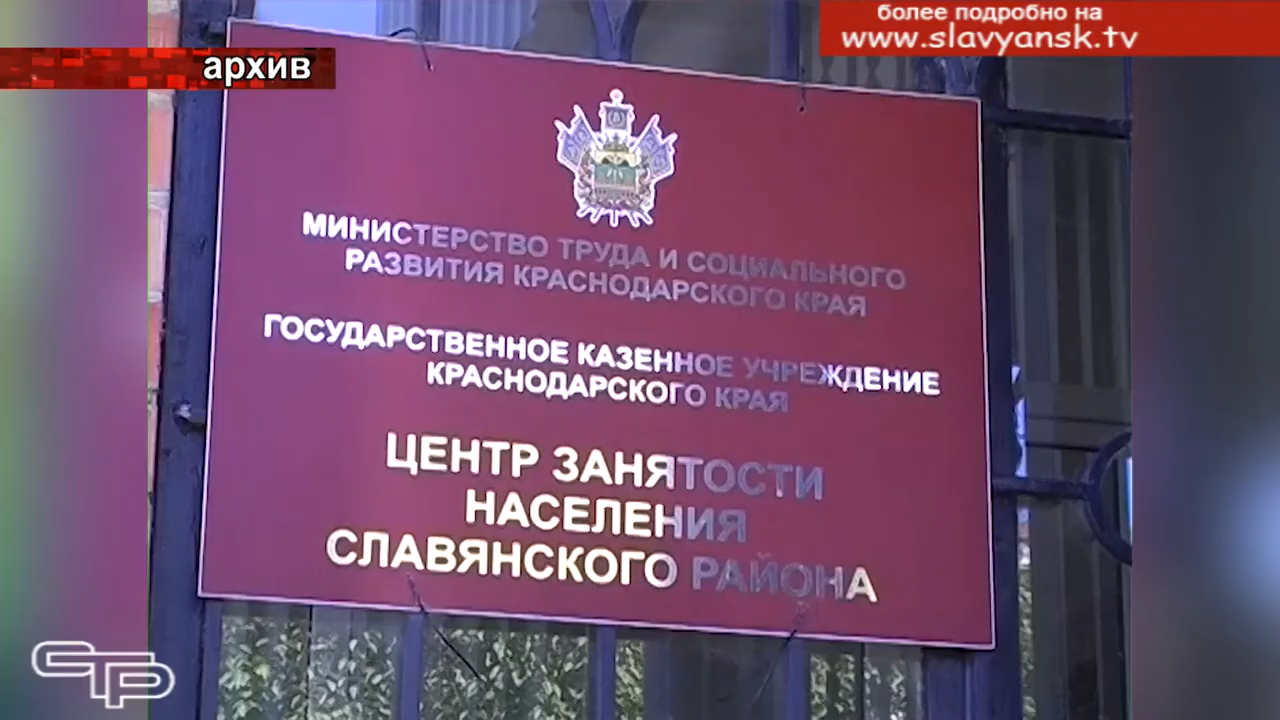 более подробно на
www.slavyansk.tv
архив
МИНИСТЕРСТВО ТРУДА И СОЦИАЛЬНОГО
РАЗВИТИЯ КРАСНОДАРСКОГО КРАЯ
ГОСУДАРСТВЕННОЕ КАЗЕННОЕ УЧРЕЖДЕНИЕ
КРАСНОДАРСКОГО КРАЯ
ЦЕНТР ЗАНЯТОСТИ
НАСЕЛЕНИЯ
СЛАВЯНСКОГО РАЙОНА
СТР